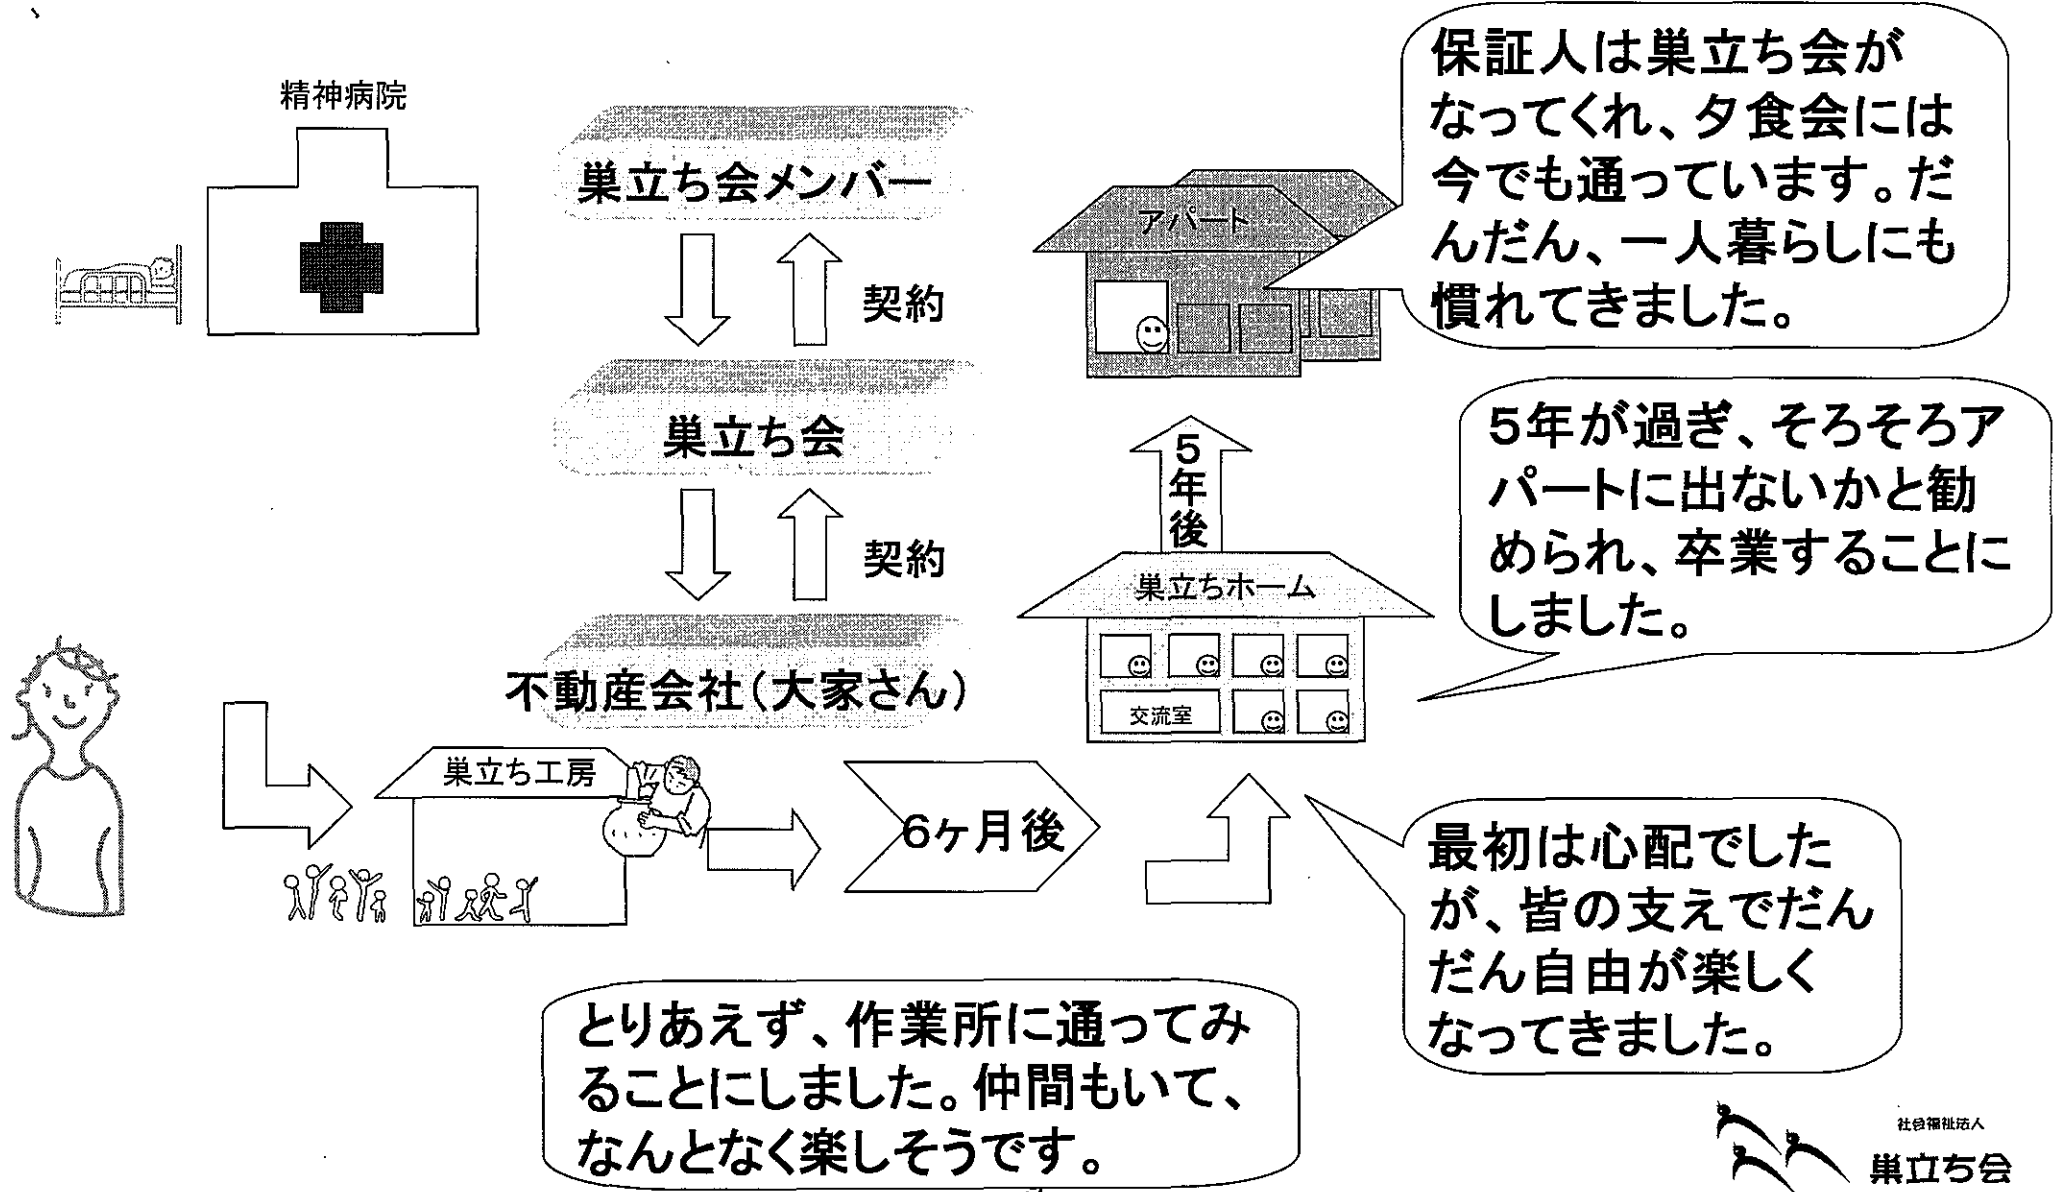 精神病院
巣立ち会メンバー
契約
巣立ち会
契約
不動産会社(大家さん)
巣立ち工房
6ヶ月後
とりあえず、作業所に通ってみ
ることにしました。仲間もいて、
なんとなく楽しそうです。
最初は心配でした
が、皆の支えでだん
だん自由が楽しく
なってきました。
巣立ちホーム
交流室
5年後
5年が過ぎ、そろそろア
パートに出ないかと勧
められ、卒業することに
しました。
アパート
保証人は巣立ち会が
なってくれ、夕食会には
今でも通っています。だ
んだん、一人暮らしにも
慣れてきました。
社会福祉法人
巣立ち会